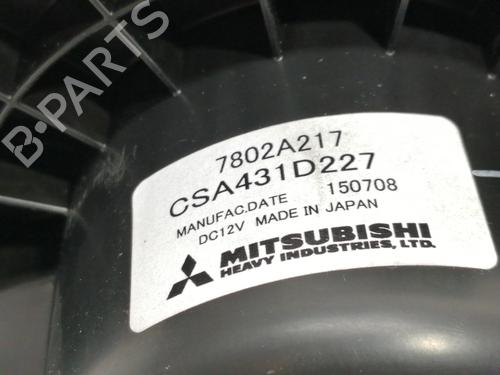 B-PARTS
7802A217
CSA431D227
MANUFAC.DATE 150708
DC12V MADE IN JAPAN
MITSUBISHI
HEAVY INDUSTRIES, LTD.